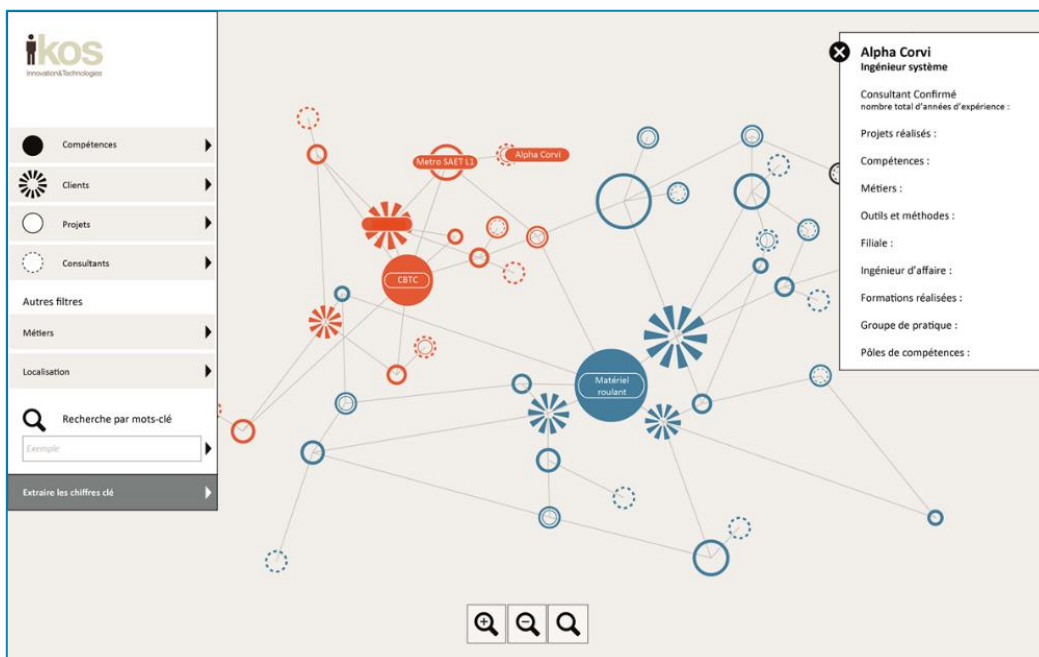 ikos
Innovation&Technologies
Compétences
Clients
Projets
Consultants
Autres filtres
Métiers
Localisation
Recherche par mots-clé
Exemple
Extraire les chiffres clé
Metro SAET L1
Alpha Corvi
CBTC
Matériel
roulant
Alpha Corvi
Ingénieur système
Consultant Confirmé
nombre total d'années d'expérience :
Projets réalisés :
Compétences :
Métiers :
Outils et méthodes :
Filiale :
Ingénieur d'affaire :
Formations réalisées :
Groupe de pratique :
Pôles de compétences :